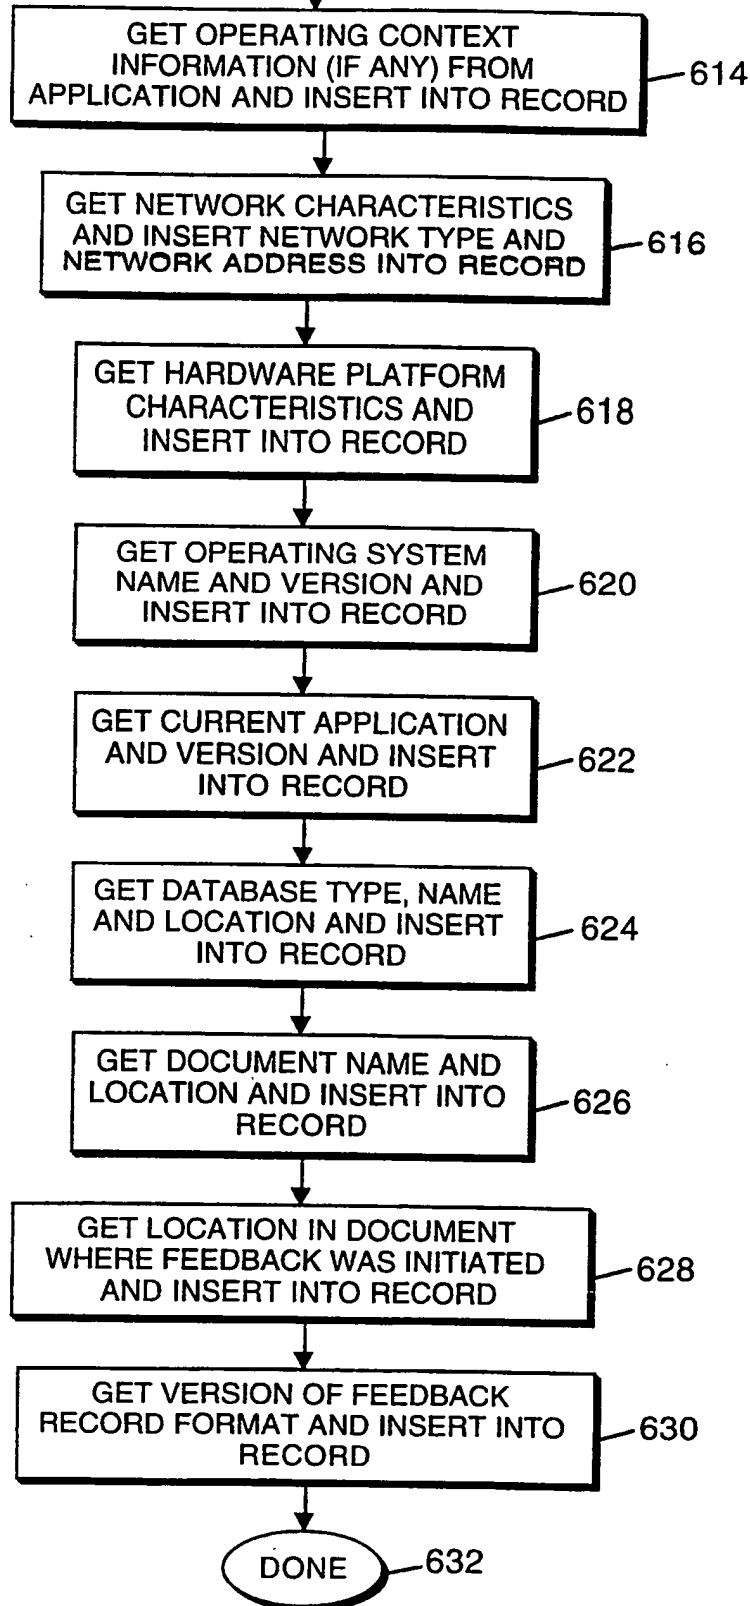 GET OPERATING CONTEXT
INFORMATION (IF ANY) FROM
APPLICATION AND INSERT INTO RECORD
614
GET NETWORK CHARACTERISTICS
AND INSERT NETWORK TYPE AND
NETWORK ADDRESS INTO RECORD
616
GET HARDWARE PLATFORM
CHARACTERISTICS AND
INSERT INTO RECORD
618
GET OPERATING SYSTEM
NAME AND VERSION AND
INSERT INTO RECORD
620
GET CURRENT APPLICATION
AND VERSION AND INSERT
INTO RECORD
622
GET DATABASE TYPE, NAME
AND LOCATION AND INSERT
INTO RECORD
624
GET DOCUMENT NAME AND
LOCATION AND INSERT INTO
RECORD
626
GET LOCATION IN DOCUMENT
WHERE FEEDBACK WAS INITIATED
AND INSERT INTO RECORD
628
GET VERSION OF FEEDBACK
RECORD FORMAT AND INSERT INTO
RECORD
630
DONE
632